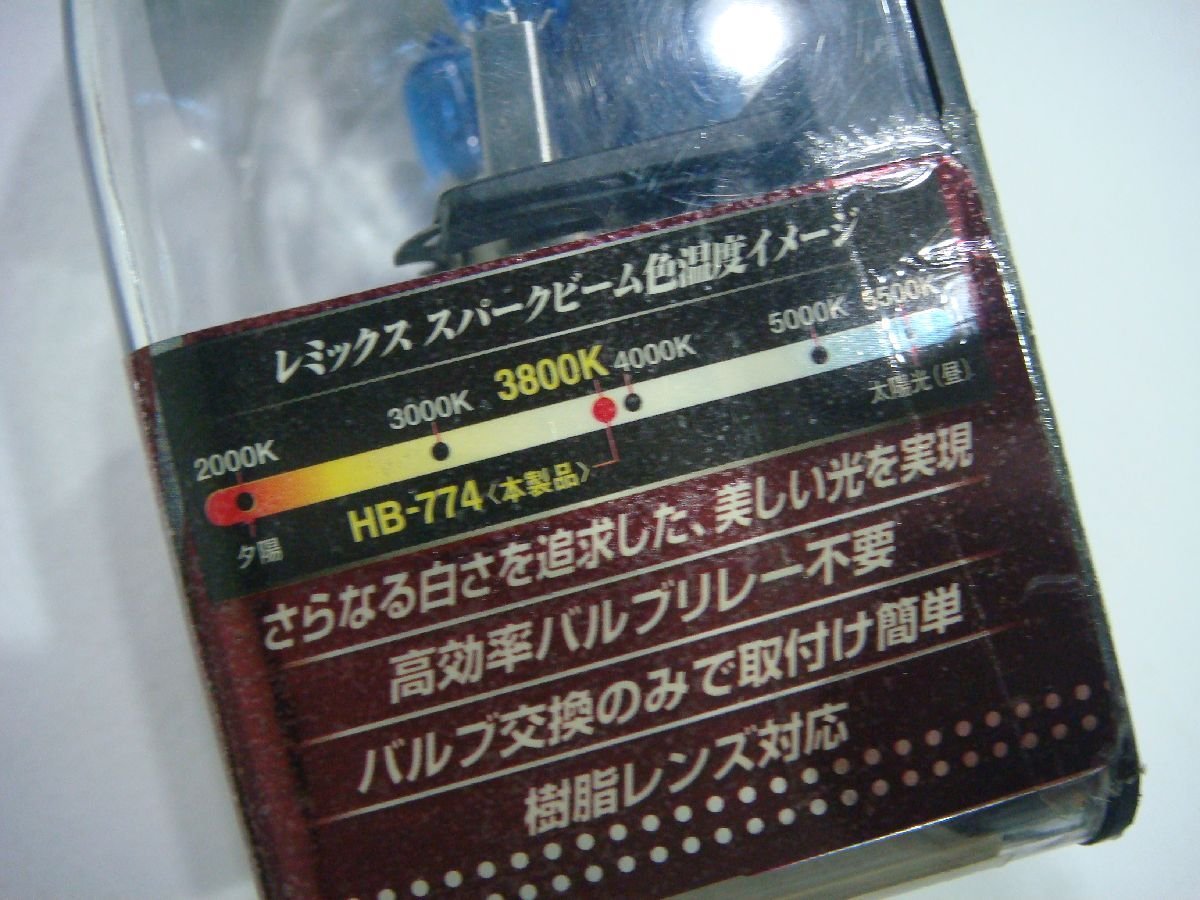 レミックス スパークビーム色温度イメージ
2000K 3000K 3800K 4000K 5000K 5500K
夕陽 HB-774〈本製品〉 太陽光(昼)
さらなる白さを追求した、美しい光を実現
高効率バルブリレー不要
バルブ交換のみで取付け簡単
樹脂レンズ対応